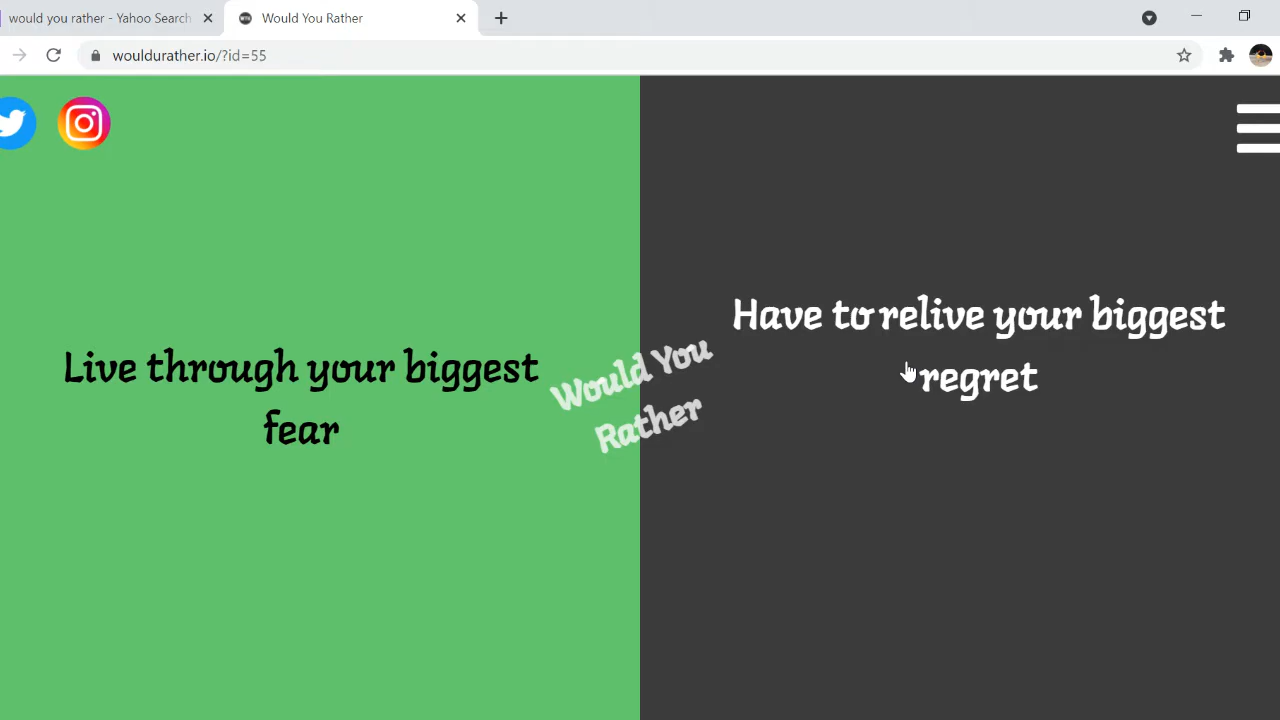 would you rather - Yahoo Search
Would You Rather
wouldurather.io/?id=55
Live through your biggest
fear
Would You
Rather
Have to relive your biggest
regret